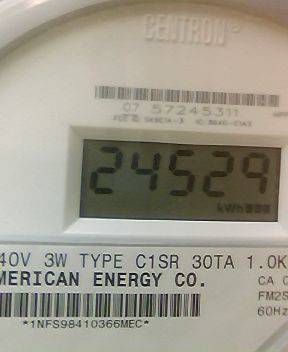 CENTRON
07 57245311
24529
kWh
40V 3W TYPE C1SR 30TA 1.0K
MERICAN ENERGY CO.
CA 0
FM2S
60Hz
*1NFS98410366MEC*